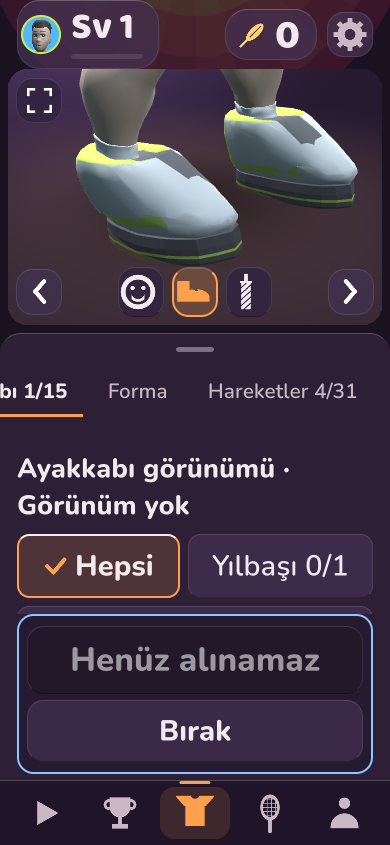 Sv 1
0
bı 1/15
Forma
Hareketler 4/31
Ayakkabı görünümü ·
Görünüm yok
Hepsi
Yılbaşı 0/1
Henüz alınamaz
Bırak